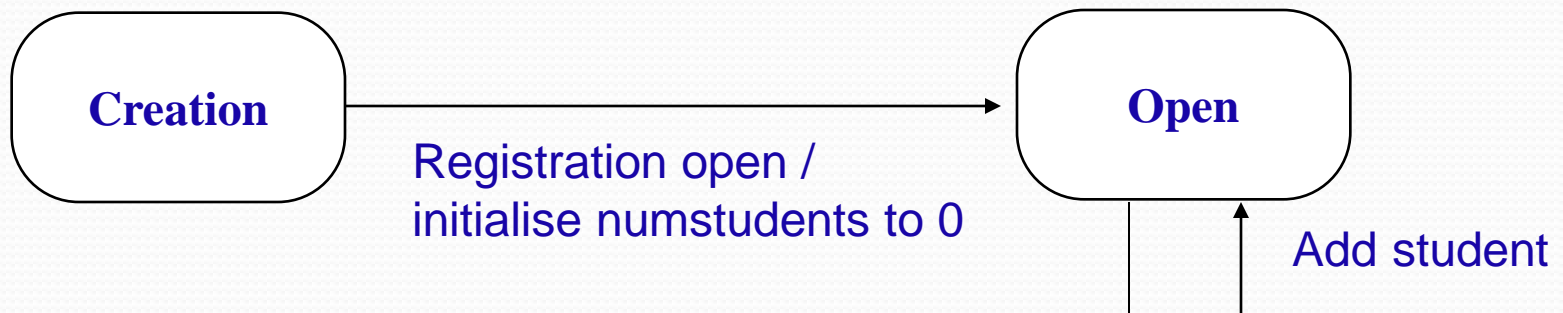 Creation
Open
Registration open /
initialise numstudents to 0
Add student